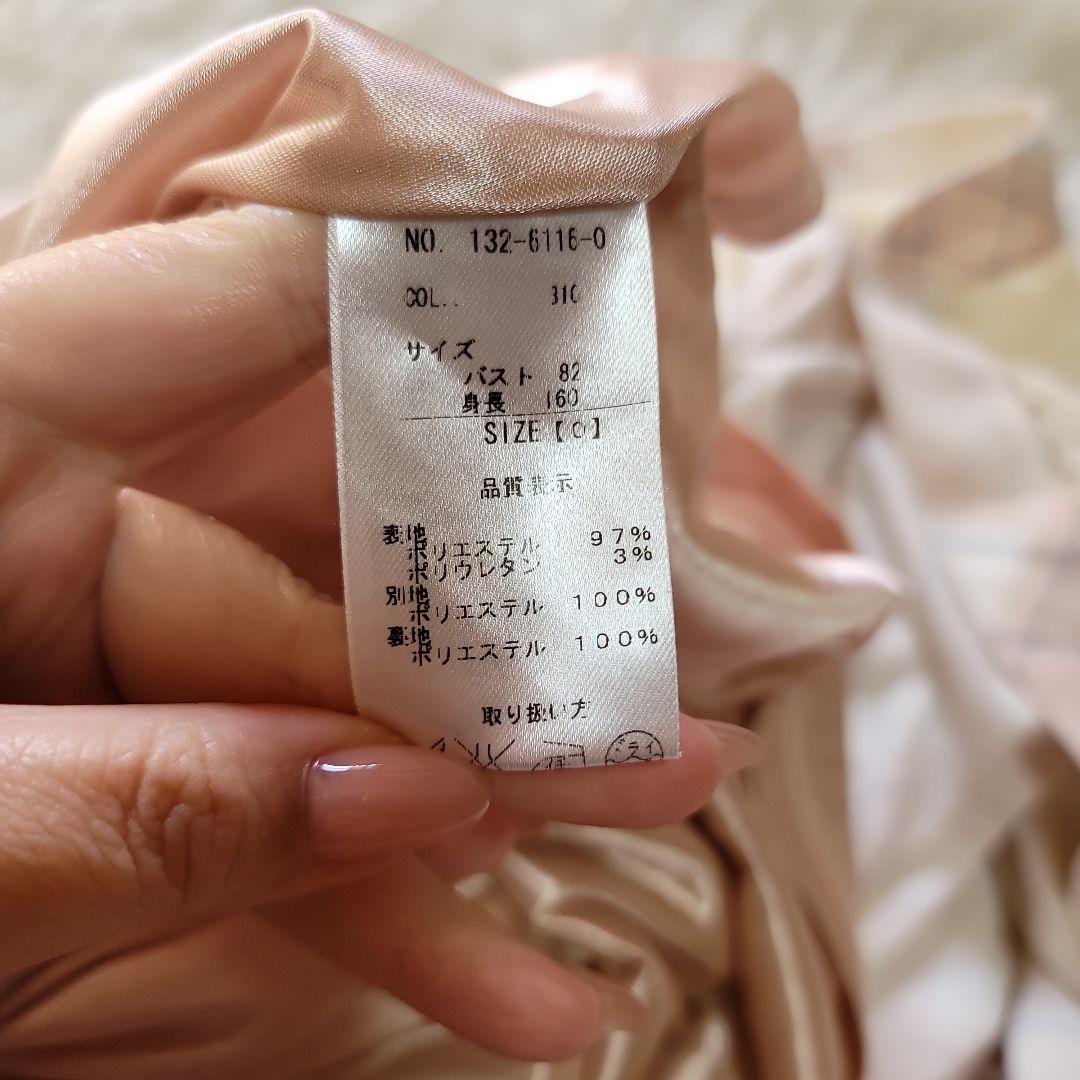 NO. 132-6116-0
COL. 310
サイズ
バスト 82
身長 160
SIZE【0】
品質表示
表地
ポリエステル 97%
ポリウレタン 3%
別地
ポリエステル 100%
裏地
ポリエステル 100%
取り扱い方
ドライ